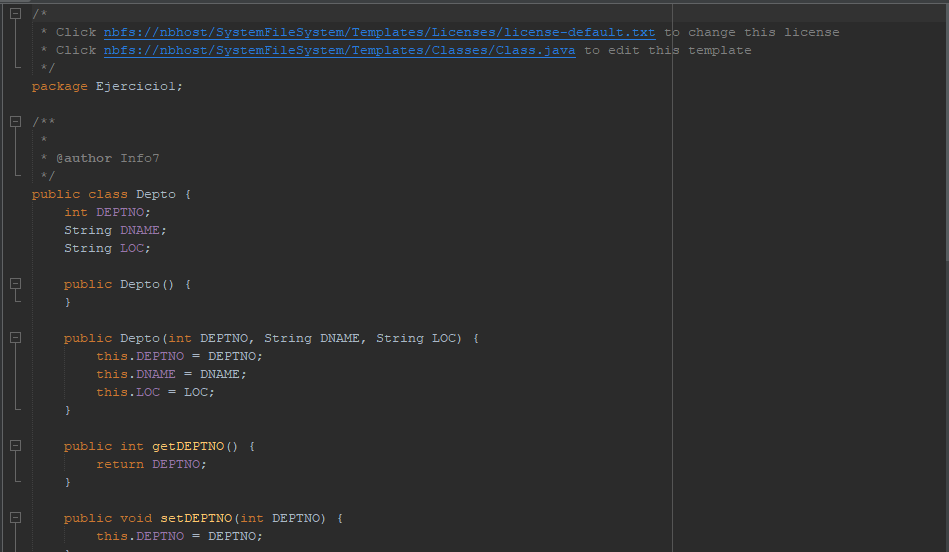 /*
 * Click nbfs://nbhost/SystemFileSystem/Templates/Licenses/license-default.txt to change this license
 * Click nbfs://nbhost/SystemFileSystem/Templates/Classes/Class.java to edit this template
 */
package Ejercicio1;

/**
 *
 * @author Info7
 */
public class Depto {
    int DEPTNO;
    String DNAME;
    String LOC;

    public Depto() {
    }

    public Depto(int DEPTNO, String DNAME, String LOC) {
        this.DEPTNO = DEPTNO;
        this.DNAME = DNAME;
        this.LOC = LOC;
    }

    public int getDEPTNO() {
        return DEPTNO;
    }

    public void setDEPTNO(int DEPTNO) {
        this.DEPTNO = DEPTNO;